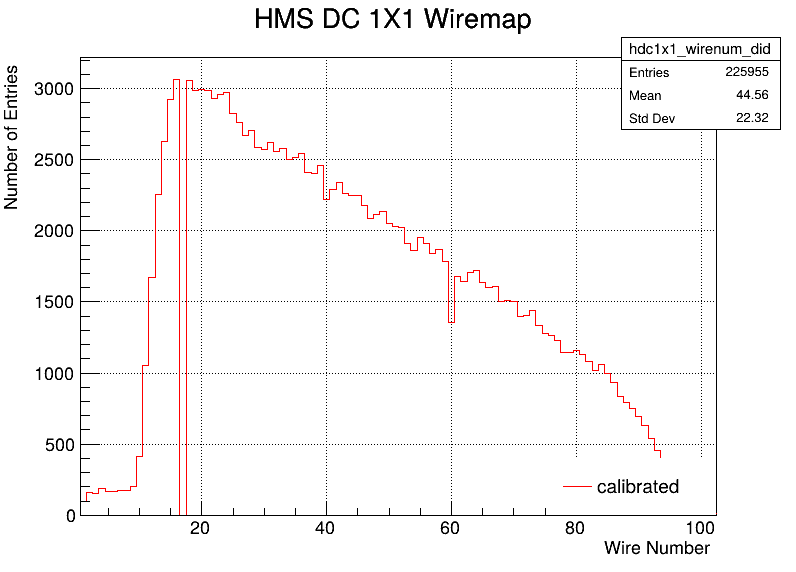 HMS DC 1X1 Wiremap
hdc1x1_wirenum_did
Entries 225955
Mean 44.56
Std Dev 22.32
Number of Entries
3000
2500
2000
1500
1000
500
0
20 40 60 80 100
Wire Number
calibrated